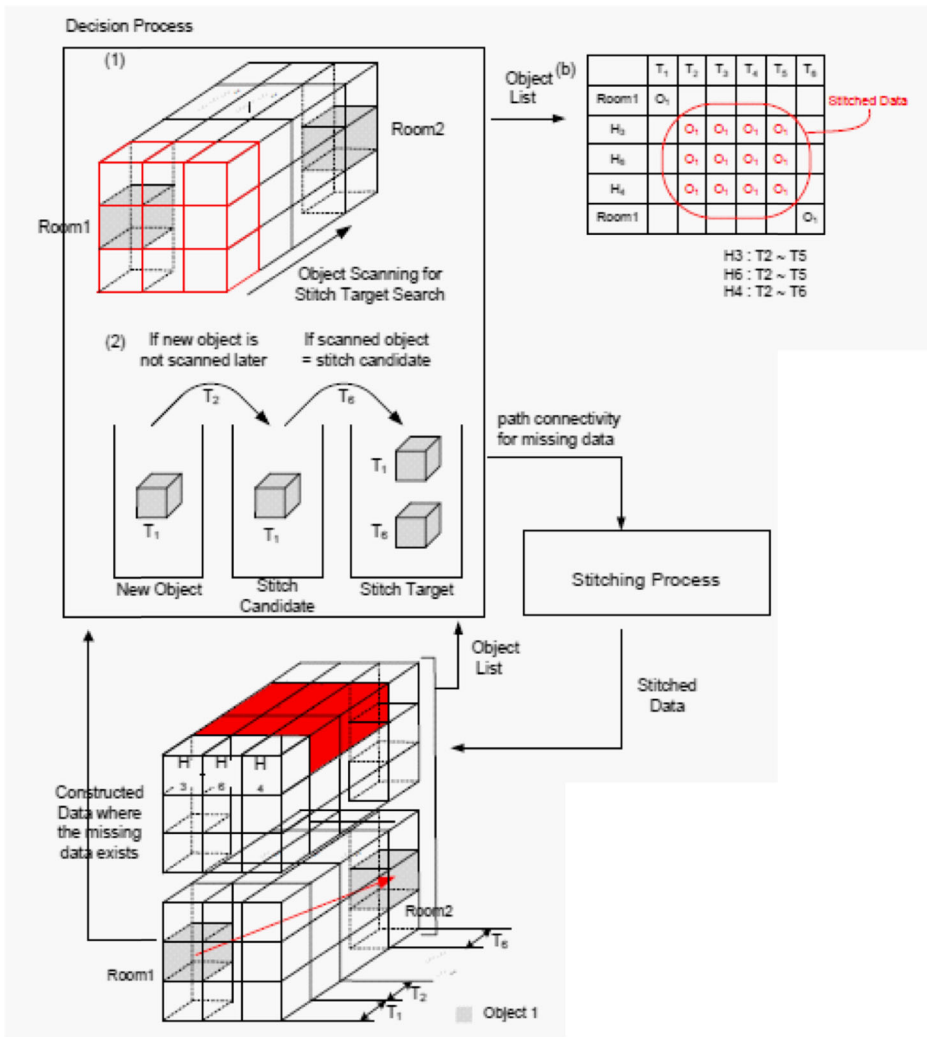 Decision Process
(1)
Room2
Room1
Object Scanning for
Stitch Target Search
Object
List
(b)
T₁ T₂ T₃ T₄ T₅ T₆
Room1 O₁
H₃ O₁ O₁ O₁ O₁
H₆ O₁ O₁ O₁ O₁
H₄ O₁ O₁ O₁ O₁
Room1 O₁
Stitched Data
H3 : T2 ~ T5
H6 : T2 ~ T5
H4 : T2 ~ T6
(2)
If new object is
not scanned later
If scanned object
= stitch candidate
T₂
T₆
T₁
T₁
T₁
T₆
New Object
Stitch
Candidate
Stitch Target
path connectivity
for missing data
Stitching Process
Object
List
Stitched
Data
H H H
3 6 4
Constructed
Data where
the missing
data exists
Room2
Room1
T₆
T₂
T₁
Object 1